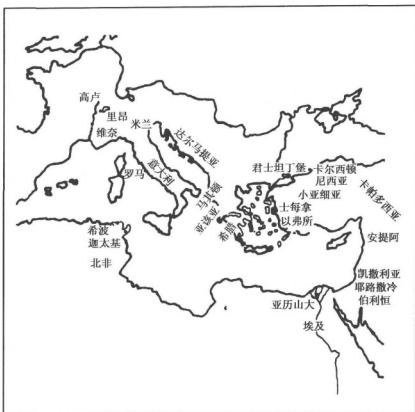 高卢
里昂
维奈
米兰
达尔马提亚
罗马
意大利
马其顿
亚该亚
希腊
君士坦丁堡
卡尔西顿
尼西亚
小亚细亚
卡帕多西亚
士每拿
以弗所
安提阿
希波
迦太基
北非
凯撒利亚
耶路撒冷
伯利恒
亚历山大
埃及